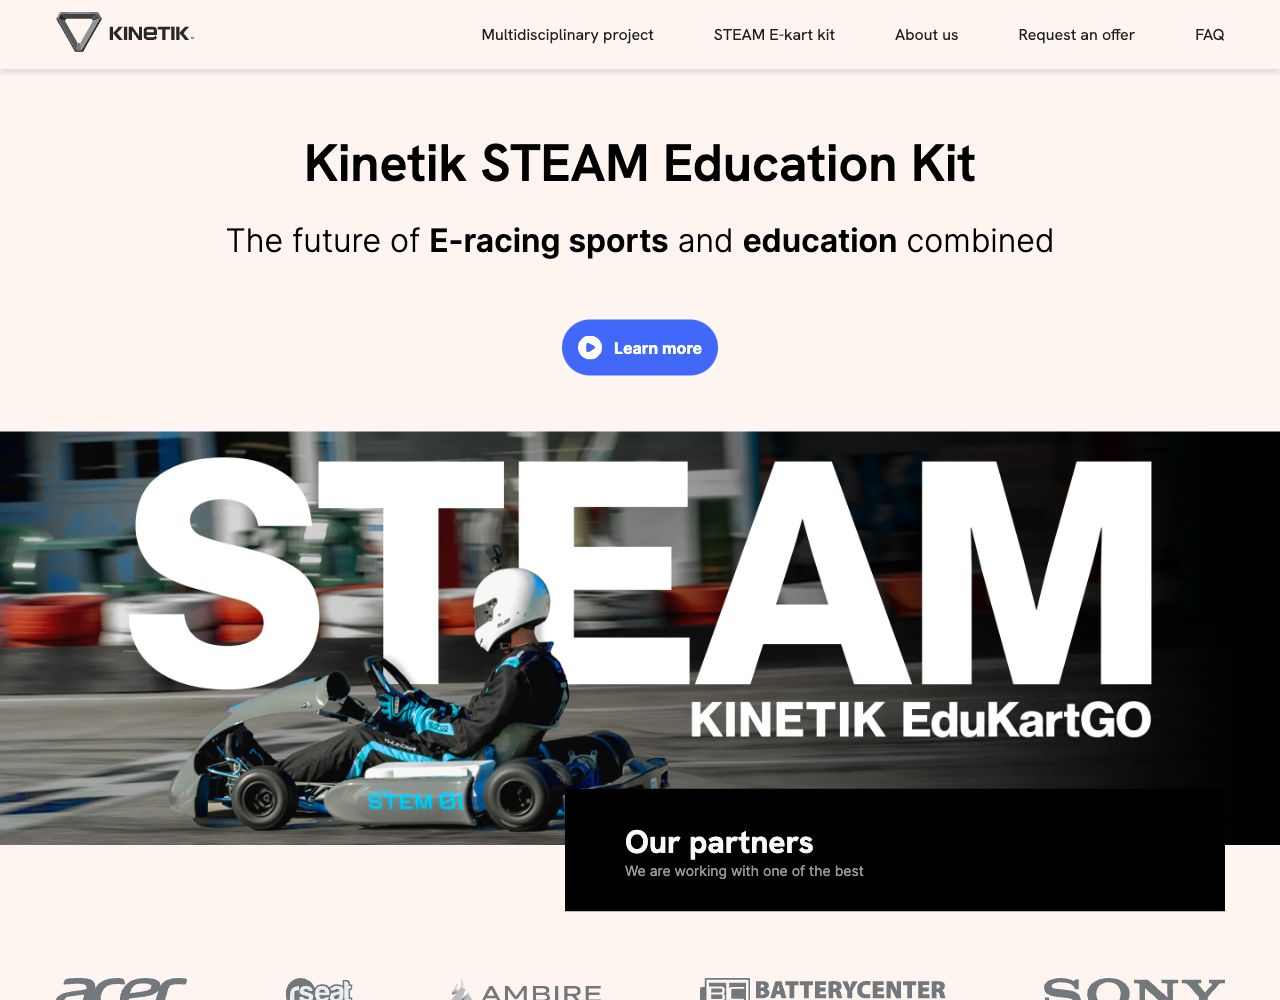 KINETIK
Multidisciplinary project
STEAM E-kart kit
About us
Request an offer
FAQ
Kinetik STEAM Education Kit
The future of E-racing sports and education combined
Learn more
STEAM
KINETIK EduKartGO
THUNDER
STEM 01
Our partners
We are working with one of the best
acer
rseat
AMBIRE
BATTERYCENTER
SONY